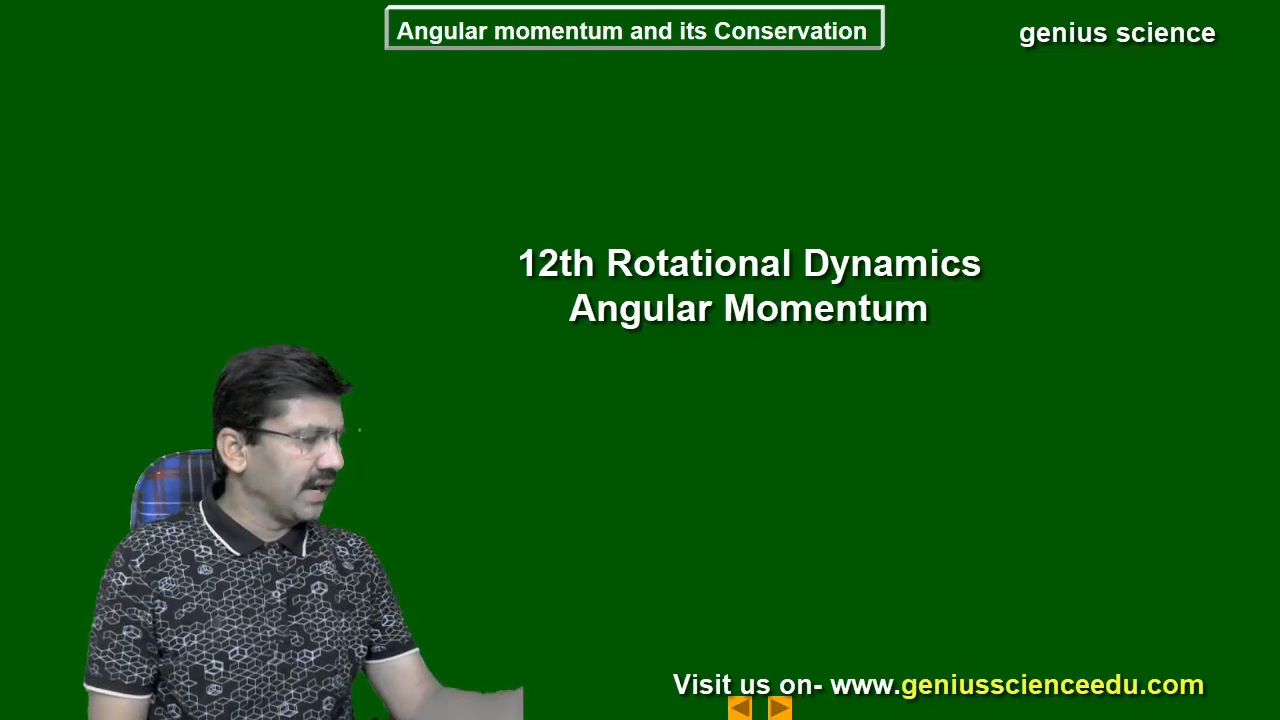 Angular momentum and its Conservation
genius science
12th Rotational Dynamics
Angular Momentum
Visit us on- www.geniusscienceedu.com